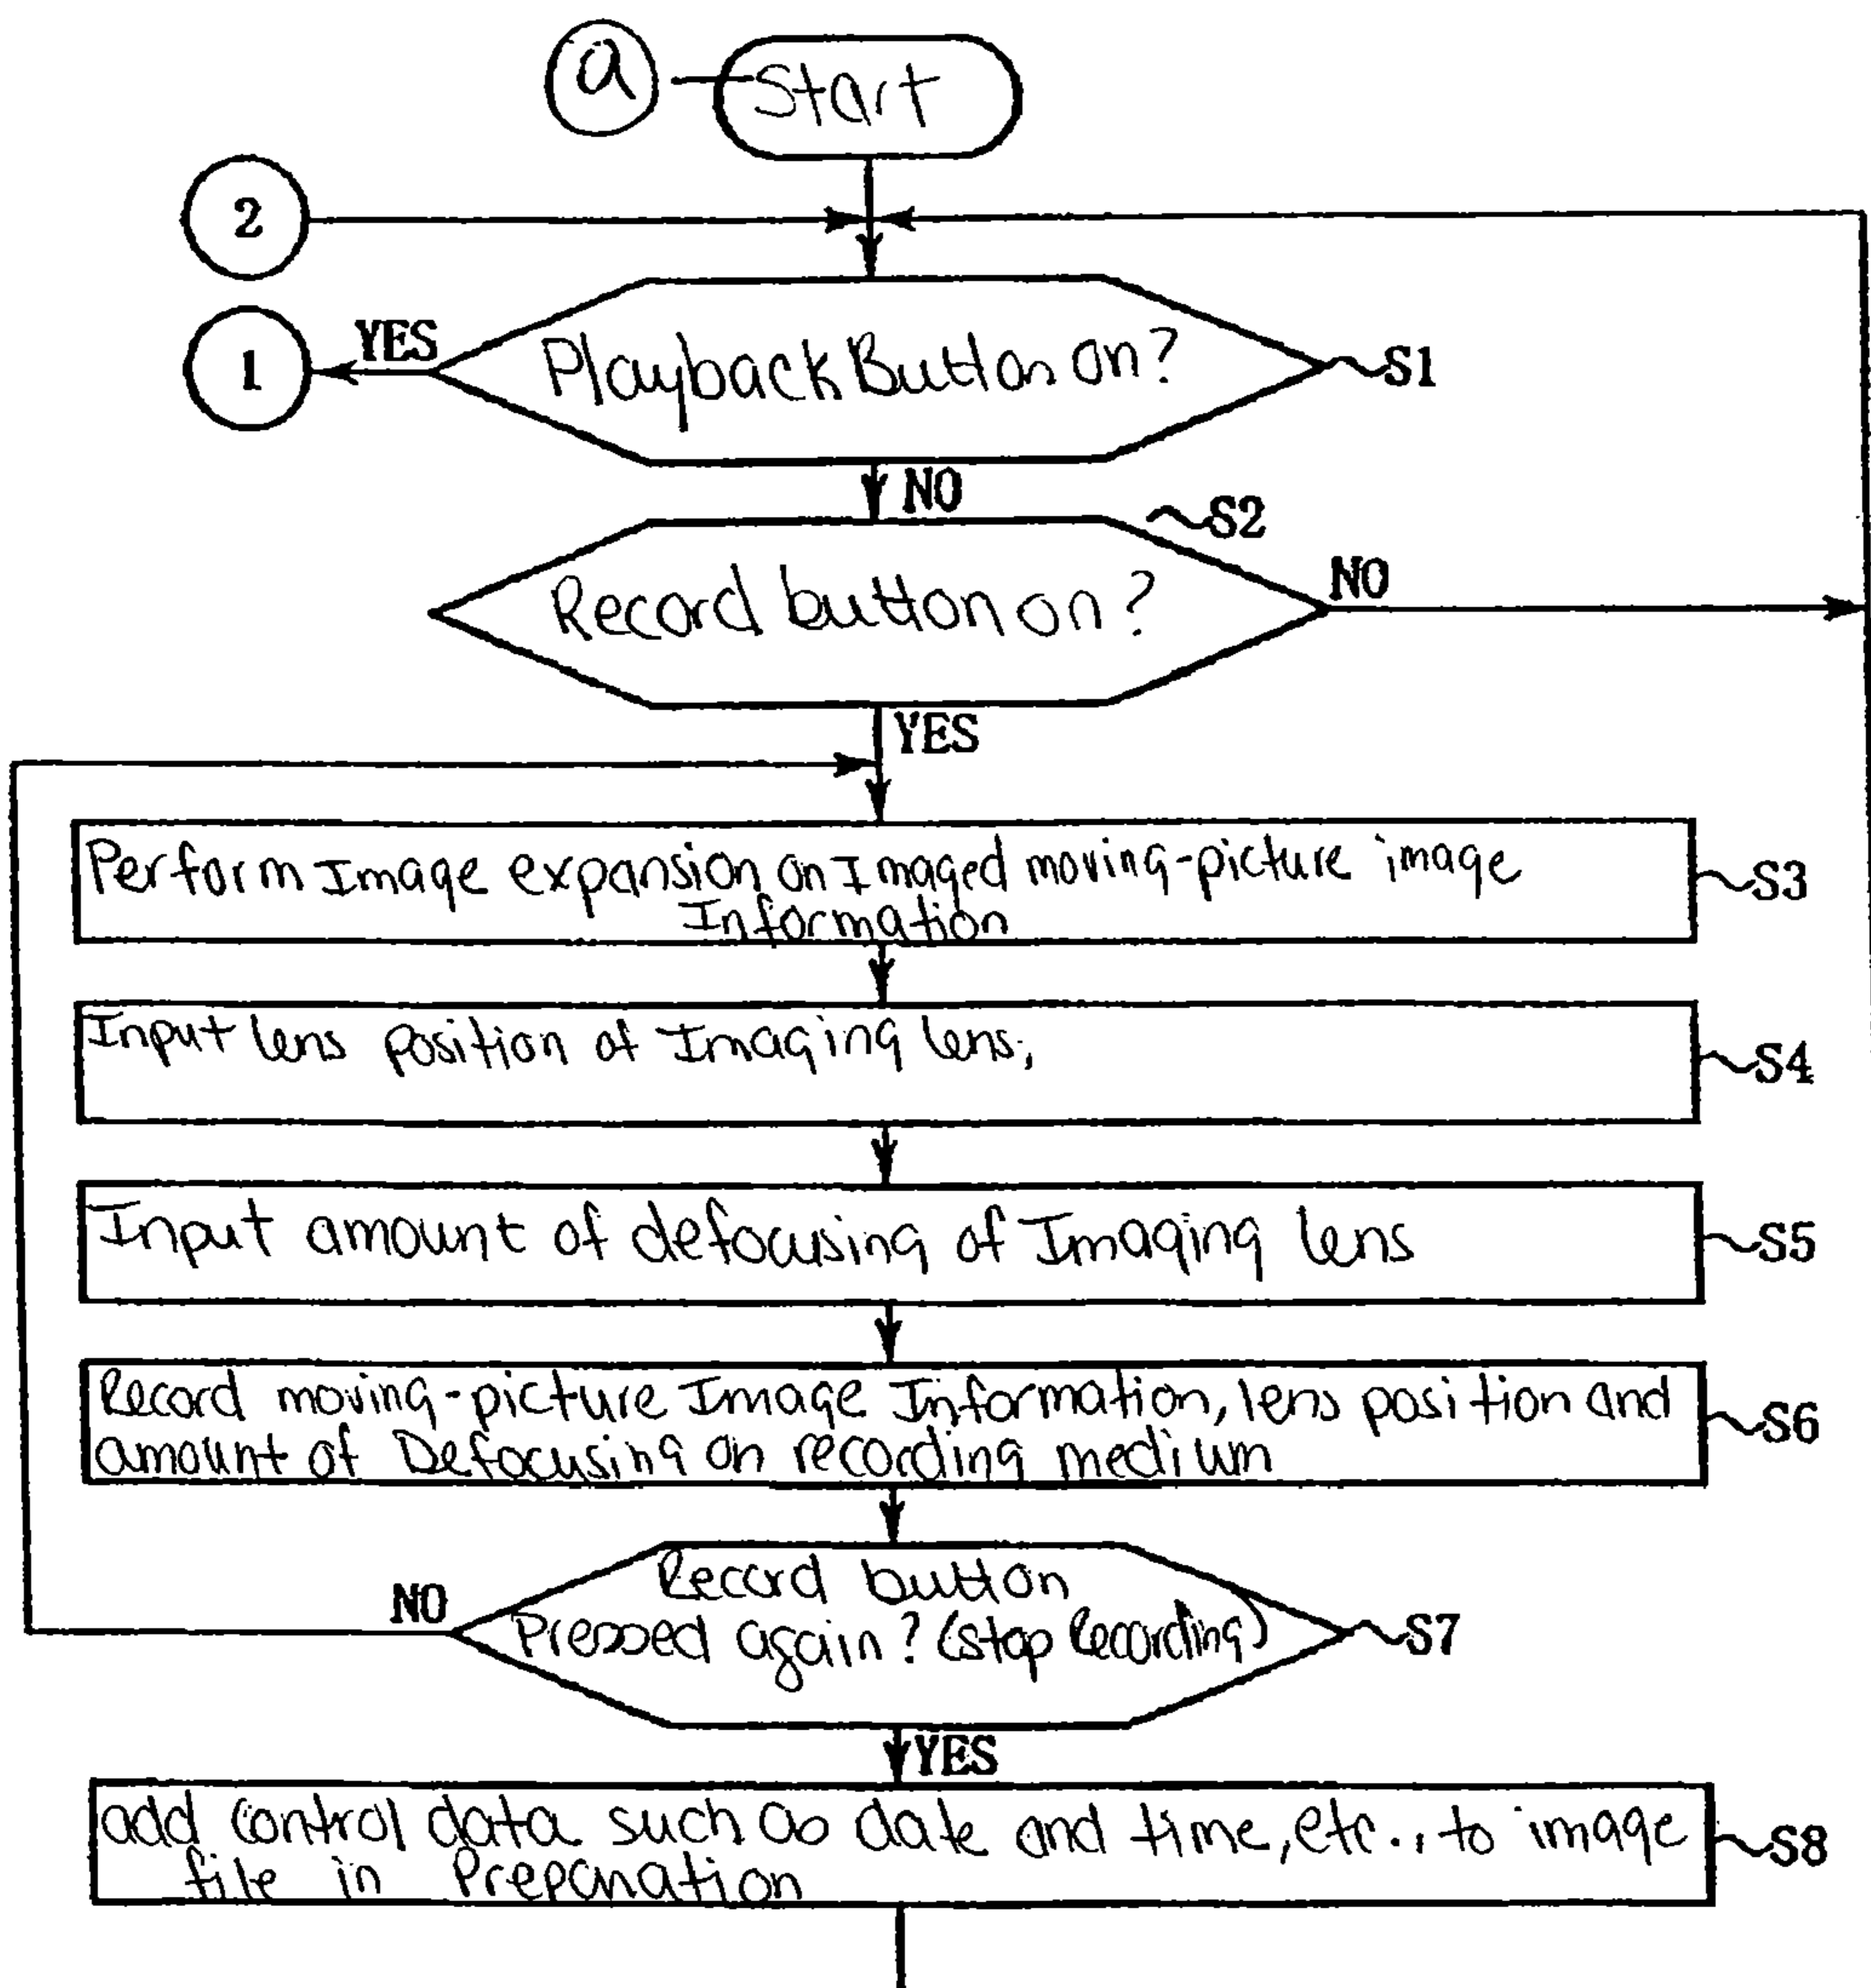 a
Start
2
1
YES
Playback Button on?
S1
NO
S2
Record button on?
NO
YES
Perform Image expansion on Imaged moving-picture image
Information
S3
Input lens position of Imaging lens,
S4
Input amount of defocusing of Imaging lens
S5
Record moving-picture Image Information, lens position and
amount of Defocusing on recording medium
S6
NO
Record button
Pressed again? (stop Recording)
S7
YES
add control data such as date and time, etc., to image
file in Preparation
S8